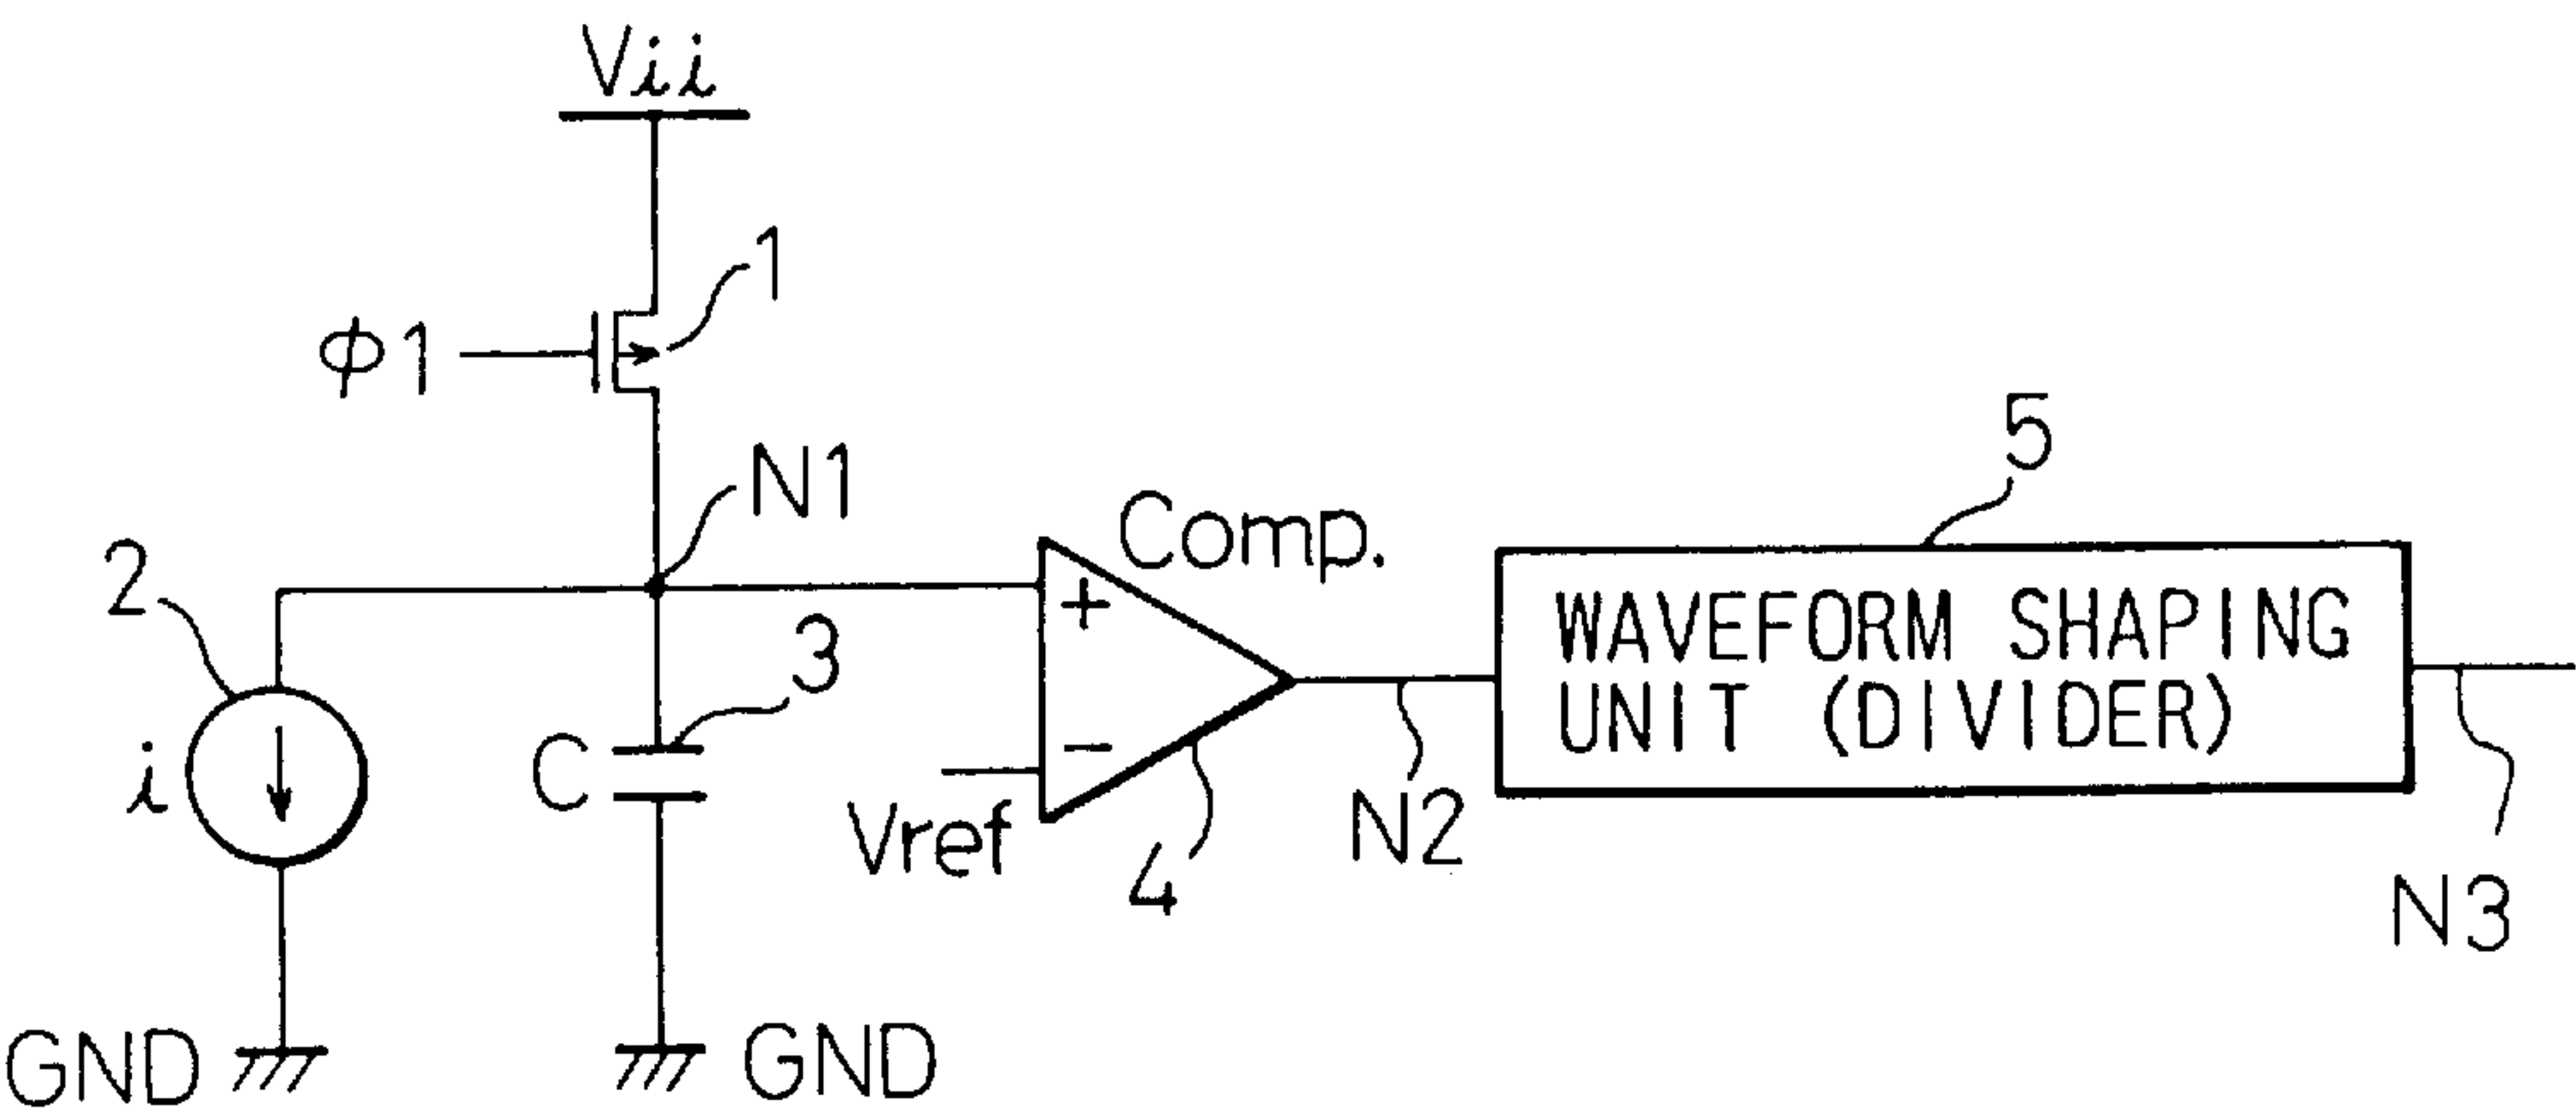 Vii
1
ϕ1
N1
5
2
Comp.
+
3
WAVEFORM SHAPING
UNIT (DIVIDER)
i
C
−
Vref
4
N2
N3
GND
GND